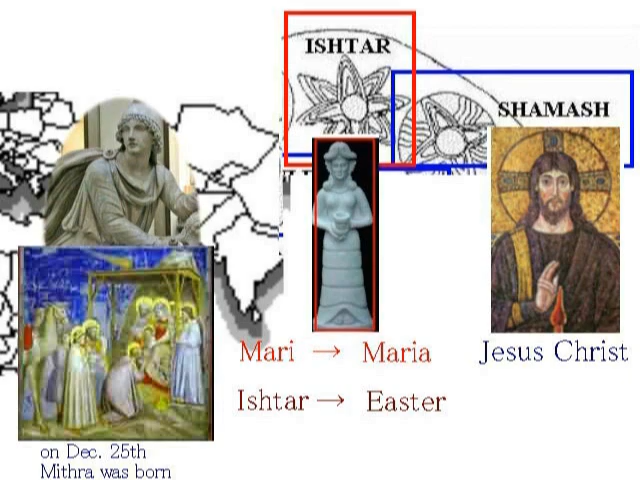 ISHTAR
SHAMASH
Mari → Maria
Jesus Christ
Ishtar → Easter
on Dec. 25th
Mithra was born